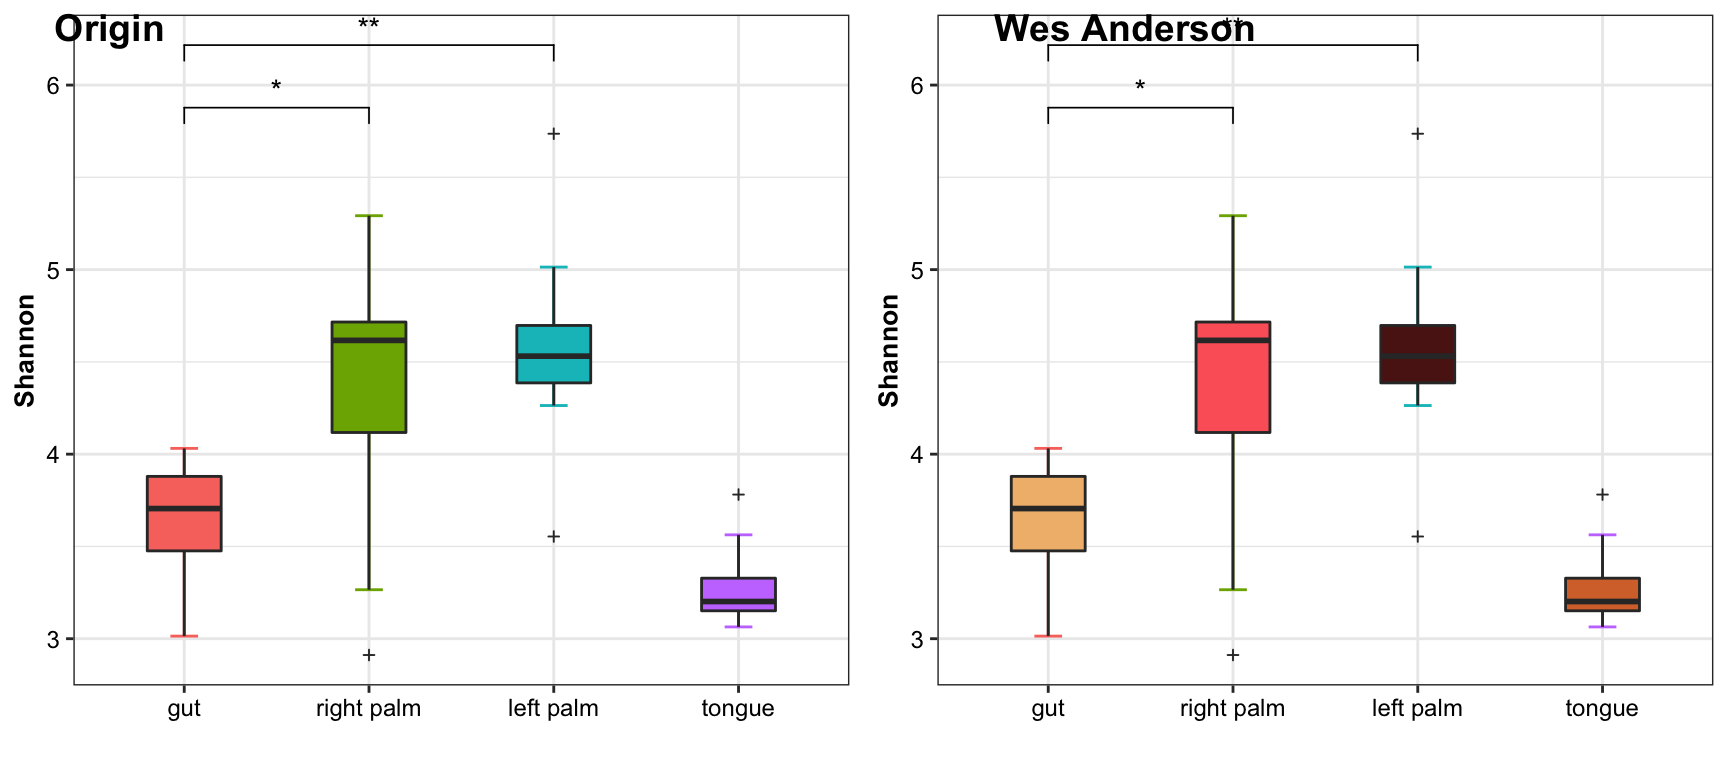 Origin
**
*
6
5
4
3
Shannon
gut
right palm
left palm
tongue
Wes Anderson
**
*
6
5
4
3
Shannon
gut
right palm
left palm
tongue